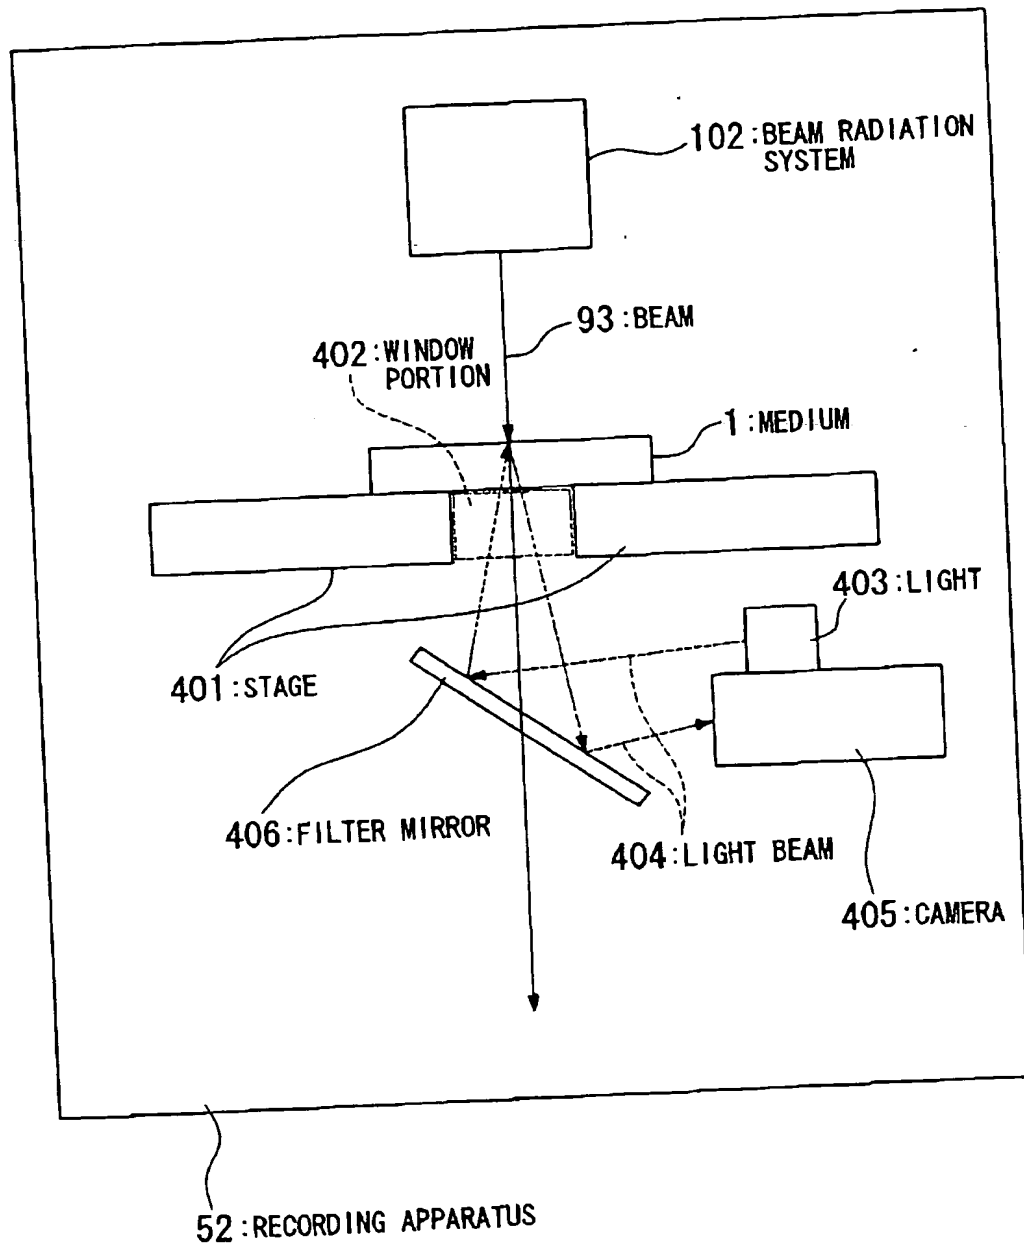 102:BEAM RADIATION
SYSTEM
93:BEAM
402:WINDOW
PORTION
1:MEDIUM
403:LIGHT
401:STAGE
406:FILTER MIRROR
404:LIGHT BEAM
405:CAMERA
52:RECORDING APPARATUS